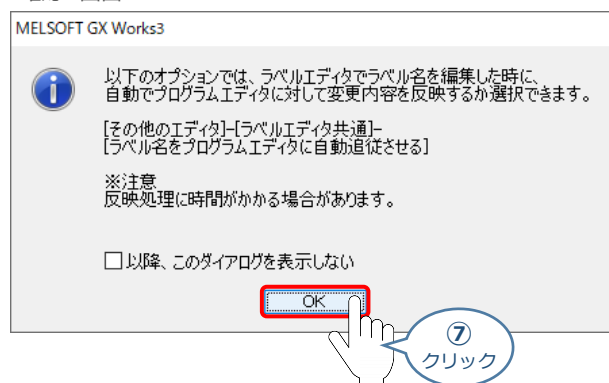 MELSOFT GX Works3
以下のオプションでは、ラベルエディタでラベル名を編集した時に、
自動でプログラムエディタに対して変更内容を反映するか選択できます。
[その他のエディタ]-[ラベルエディタ共通]-
[ラベル名をプログラムエディタに自動追従させる]
※注意
反映処理に時間がかかる場合があります。
以降、このダイアログを表示しない
OK
⑦
クリック